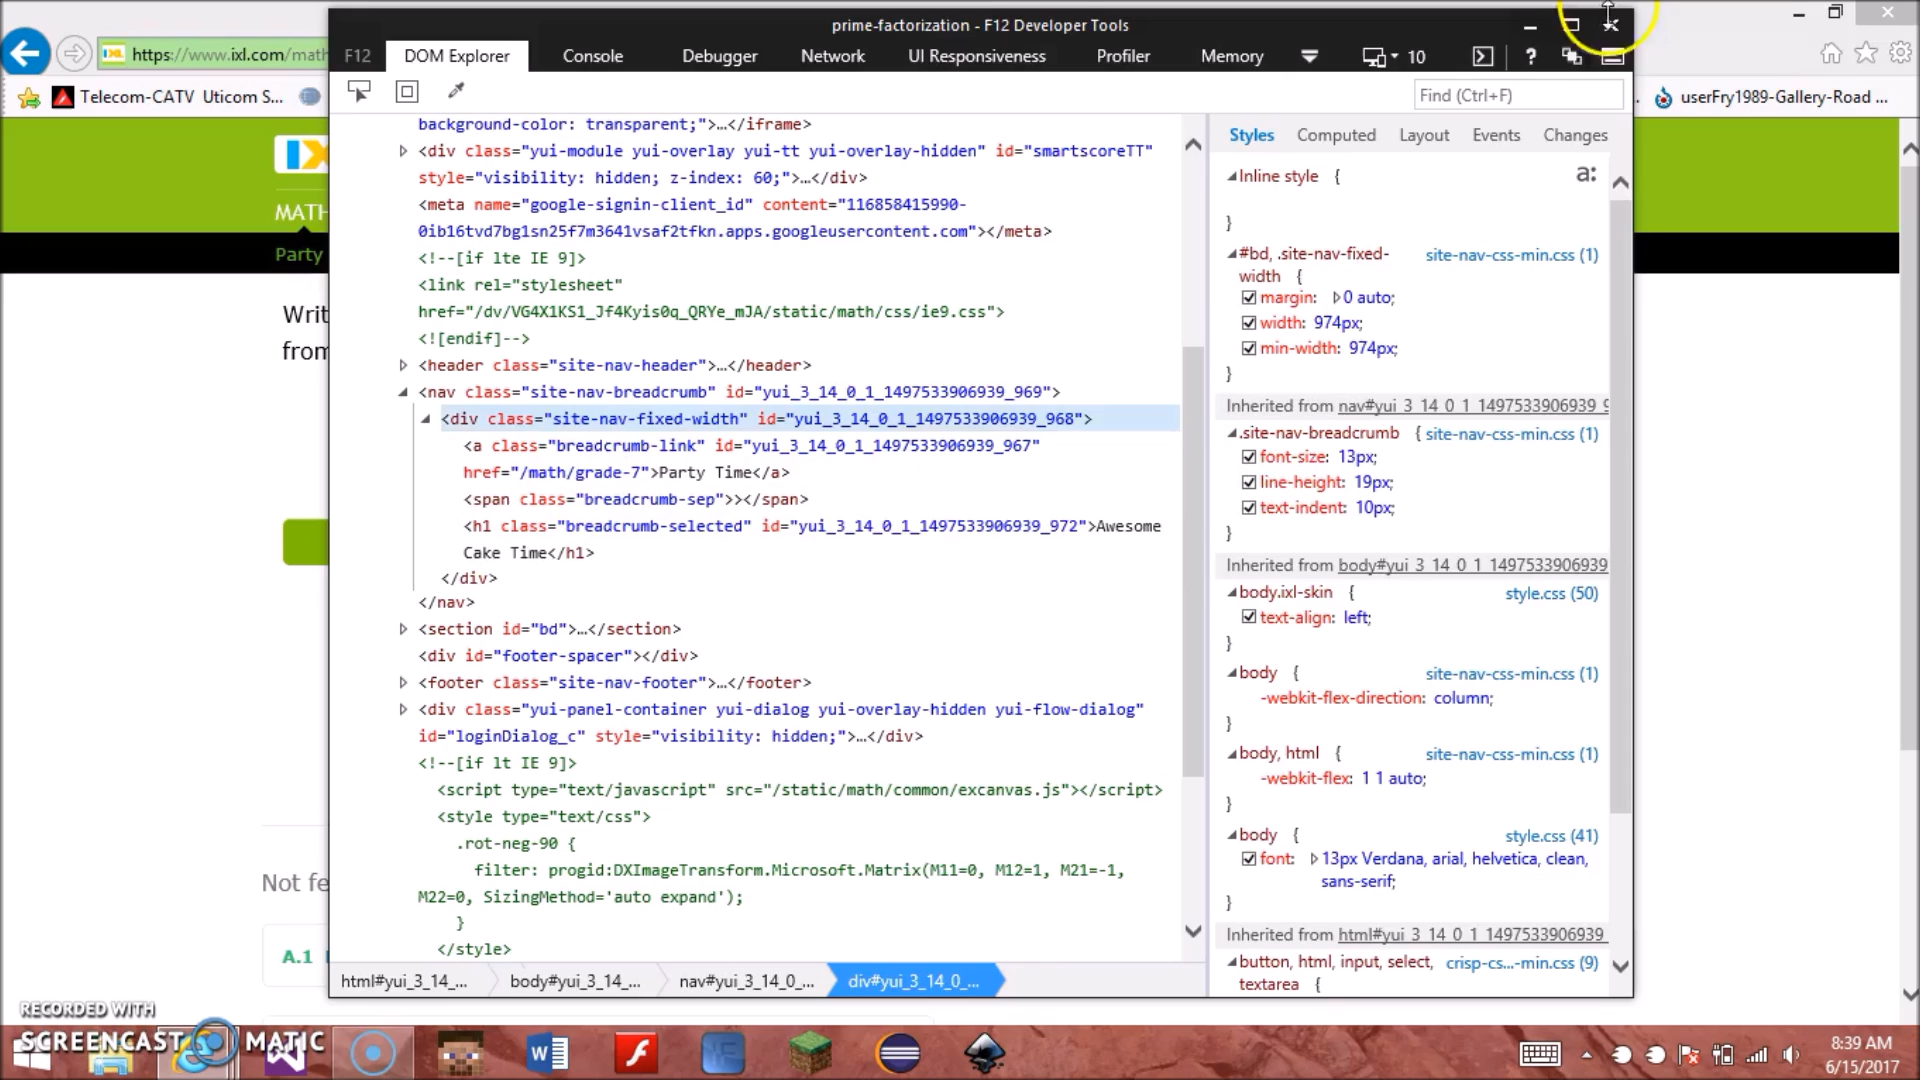 prime-factorization - F12 Developer Tools
https://www.ixl.com/math
F12 DOM Explorer Console Debugger Network UI Responsiveness Profiler Memory 10 ?
Telecom-CATV Uticom S...
Find (Ctrl+F)
userFry1989-Gallery-Road ...
MATH
Party
Writ
from
Not fe
A.1
background-color: transparent;">…</iframe>
<div class="yui-module yui-overlay yui-tt yui-overlay-hidden" id="smartscoreTT"
style="visibility: hidden; z-index: 60;">…</div>
<meta name="google-signin-client_id" content="116858415990-
0ib16tvd7bg1sn25f7m3641vsaf2tfkn.apps.googleusercontent.com"></meta>
<!--[if lte IE 9]>
<link rel="stylesheet"
href="/dv/VG4X1KS1_Jf4Kyis0q_QRYe_mJA/static/math/css/ie9.css">
<![endif]-->
<header class="site-nav-header">…</header>
<nav class="site-nav-breadcrumb" id="yui_3_14_0_1_1497533906939_969">
<div class="site-nav-fixed-width" id="yui_3_14_0_1_1497533906939_968">
<a class="breadcrumb-link" id="yui_3_14_0_1_1497533906939_967"
href="/math/grade-7">Party Time</a>
<span class="breadcrumb-sep">></span>
<h1 class="breadcrumb-selected" id="yui_3_14_0_1_1497533906939_972">Awesome
Cake Time</h1>
</div>
</nav>
<section id="bd">…</section>
<div id="footer-spacer"></div>
<footer class="site-nav-footer">…</footer>
<div class="yui-panel-container yui-dialog yui-overlay-hidden yui-flow-dialog"
id="loginDialog_c" style="visibility: hidden;">…</div>
<!--[if lt IE 9]>
<script type="text/javascript" src="/static/math/common/excanvas.js"></script>
<style type="text/css">
.rot-neg-90 {
filter: progid:DXImageTransform.Microsoft.Matrix(M11=0, M12=1, M21=-1,
M22=0, SizingMethod='auto expand');
}
</style>
html#yui_3_14_... body#yui_3_14_... nav#yui_3_14_0_... div#yui_3_14_0_...
Styles Computed Layout Events Changes
Inline style {
a:
}
#bd, .site-nav-fixed- site-nav-css-min.css (1)
width {
margin: 0 auto;
width: 974px;
min-width: 974px;
}
Inherited from nav#yui_3_14_0_1_1497533906939_9
.site-nav-breadcrumb { site-nav-css-min.css (1)
font-size: 13px;
line-height: 19px;
text-indent: 10px;
}
Inherited from body#yui_3_14_0_1_1497533906939
body.ixl-skin { style.css (50)
text-align: left;
}
body { site-nav-css-min.css (1)
-webkit-flex-direction: column;
}
body, html { site-nav-css-min.css (1)
-webkit-flex: 1 1 auto;
}
body { style.css (41)
font: 13px Verdana, arial, helvetica, clean,
sans-serif;
}
Inherited from html#yui_3_14_0_1_1497533906939_
button, html, input, select, crisp-cs...-min.css (9)
textarea {
RECORDED WITH
SCREENCAST MATIC
8:39 AM
6/15/2017